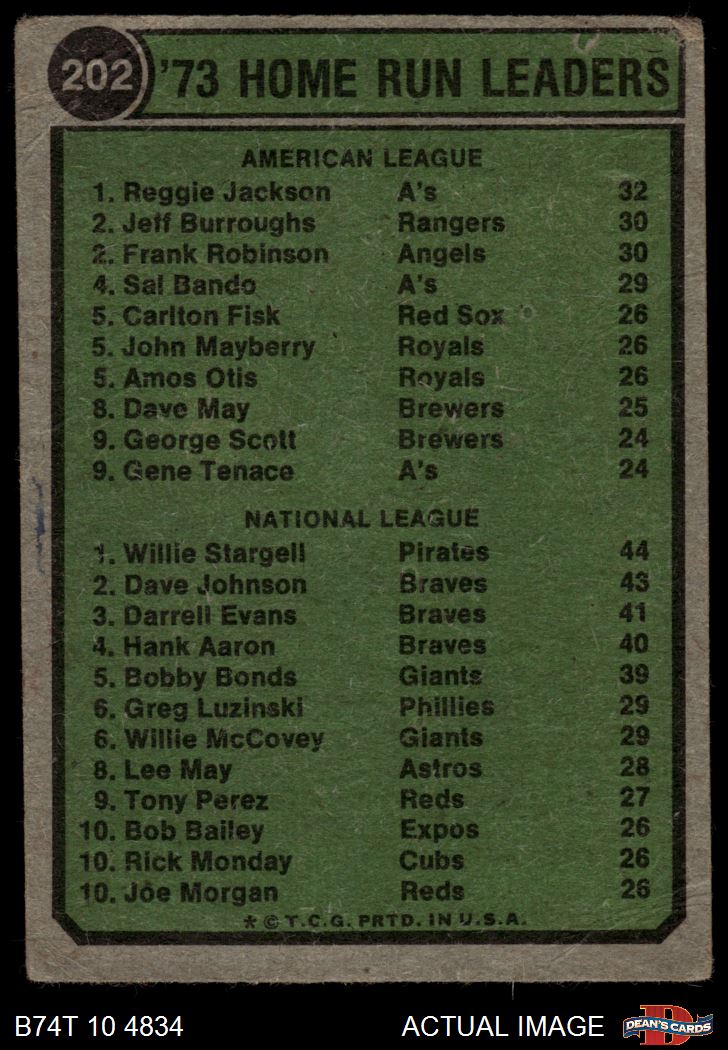 202 '73 HOME RUN LEADERS
AMERICAN LEAGUE
1. Reggie Jackson A's 32
2. Jeff Burroughs Rangers 30
2. Frank Robinson Angels 30
4. Sal Bando A's 29
5. Carlton Fisk Red Sox 26
5. John Mayberry Royals 26
5. Amos Otis Royals 26
8. Dave May Brewers 25
9. George Scott Brewers 24
9. Gene Tenace A's 24
NATIONAL LEAGUE
1. Willie Stargell Pirates 44
2. Dave Johnson Braves 43
3. Darrell Evans Braves 41
4. Hank Aaron Braves 40
5. Bobby Bonds Giants 39
6. Greg Luzinski Phillies 29
6. Willie McCovey Giants 29
8. Lee May Astros 28
9. Tony Perez Reds 27
10. Bob Bailey Expos 26
10. Rick Monday Cubs 26
10. Joe Morgan Reds 26
* © T.C.G. PRTD. IN U.S.A.
B74T 10 4834 ACTUAL IMAGE D DEAN'S CARDS